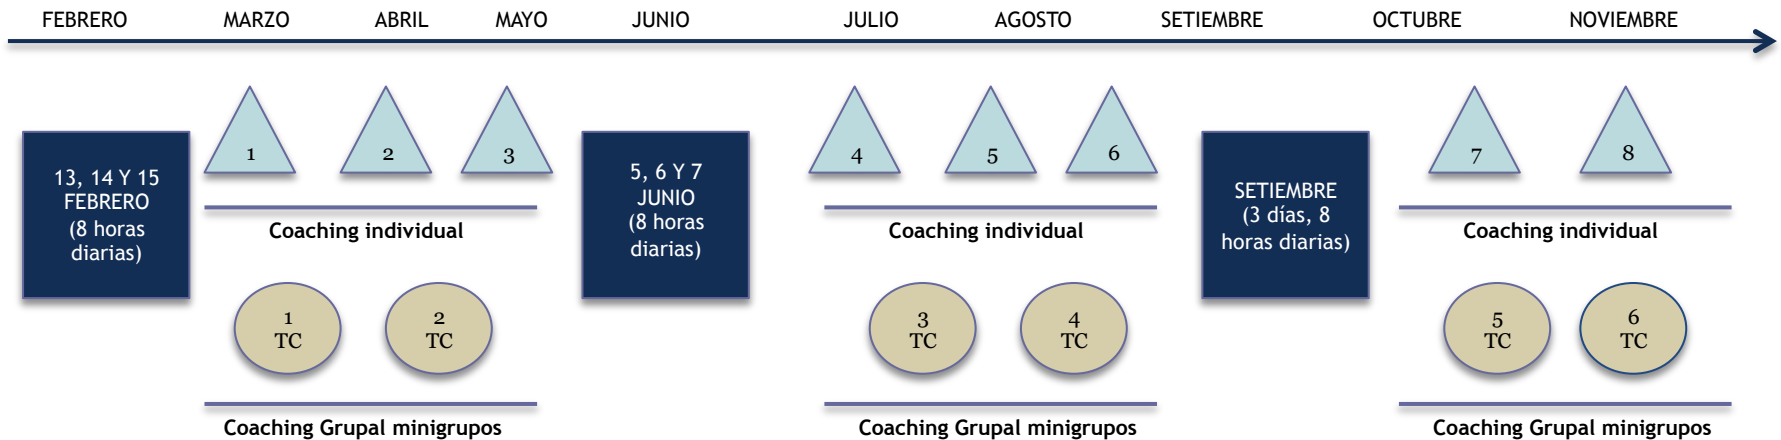 FEBRERO MARZO ABRIL MAYO JUNIO JULIO AGOSTO SETIEMBRE OCTUBRE NOVIEMBRE
13, 14 Y 15
FEBRERO
(8 horas
diarias)
1
2
3
Coaching individual
1
TC
2
TC
Coaching Grupal minigrupos
5, 6 Y 7
JUNIO
(8 horas
diarias)
4
5
6
Coaching individual
3
TC
4
TC
Coaching Grupal minigrupos
SETIEMBRE
(3 días, 8
horas diarias)
7
8
Coaching individual
5
TC
6
TC
Coaching Grupal minigrupos